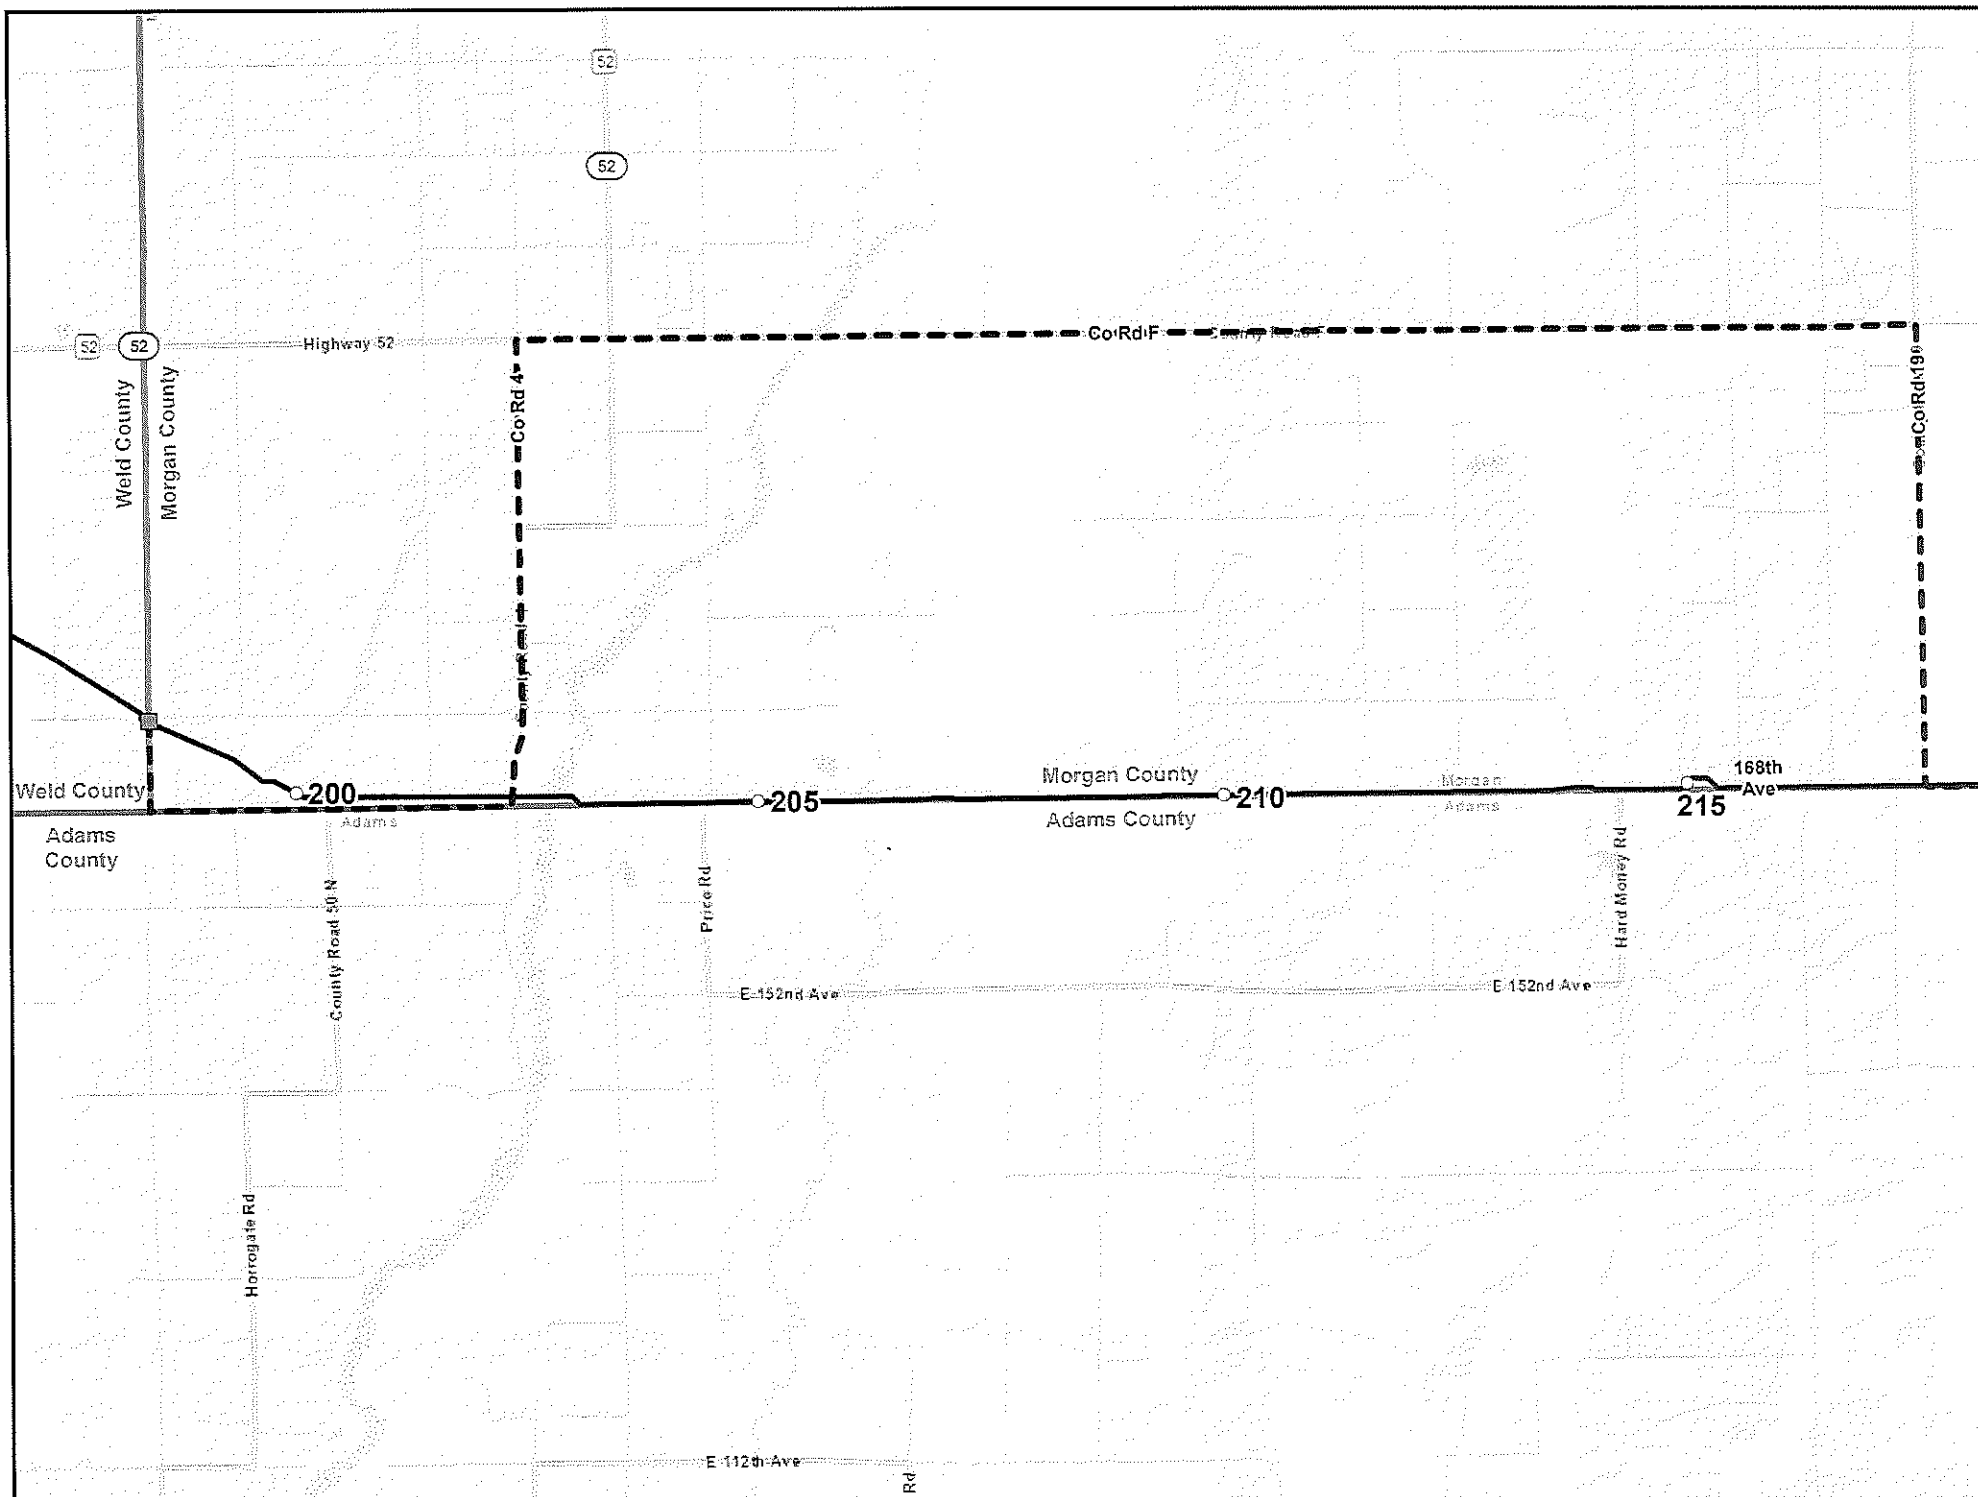 52
52
52
52
Highway 52
Co Rd F
Co Rd 4
Co Rd 19
Weld County
Morgan County
Weld County
Adams
County
200
Adams
205
Morgan County
Adams County
210
Morgan
Adams
168th
Ave
215
County Road 50 N
Price Rd
Hard Money Rd
E 152nd Ave
E 152nd Ave
Horrogate Rd
E 112th Ave
Rd